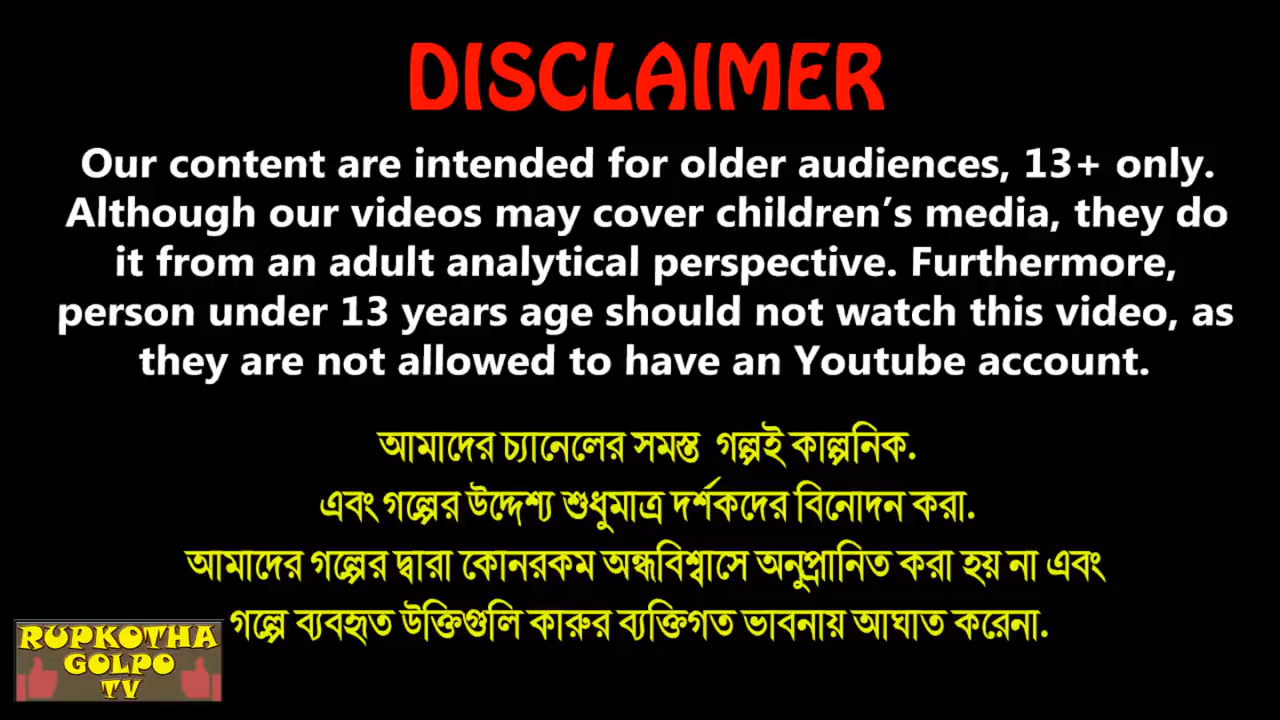 DISCLAIMER
Our content are intended for older audiences, 13+ only.
Although our videos may cover children’s media, they do
it from an adult analytical perspective. Furthermore,
person under 13 years age should not watch this video, as
they are not allowed to have an Youtube account.
আমাদের চ্যানেলের সমস্ত গল্পই কাল্পনিক.
এবং গল্পের উদ্দেশ্য শুধুমাত্র দর্শকদের বিনোদন করা.
আমাদের গল্পের দ্বারা কোনরকম অন্ধবিশ্বাসে অনুপ্রানিত করা হয় না এবং
গল্পে ব্যবহৃত উক্তিগুলি কারুর ব্যক্তিগত ভাবনায় আঘাত করেনা.
RUPKOTHA
GOLPO
TV